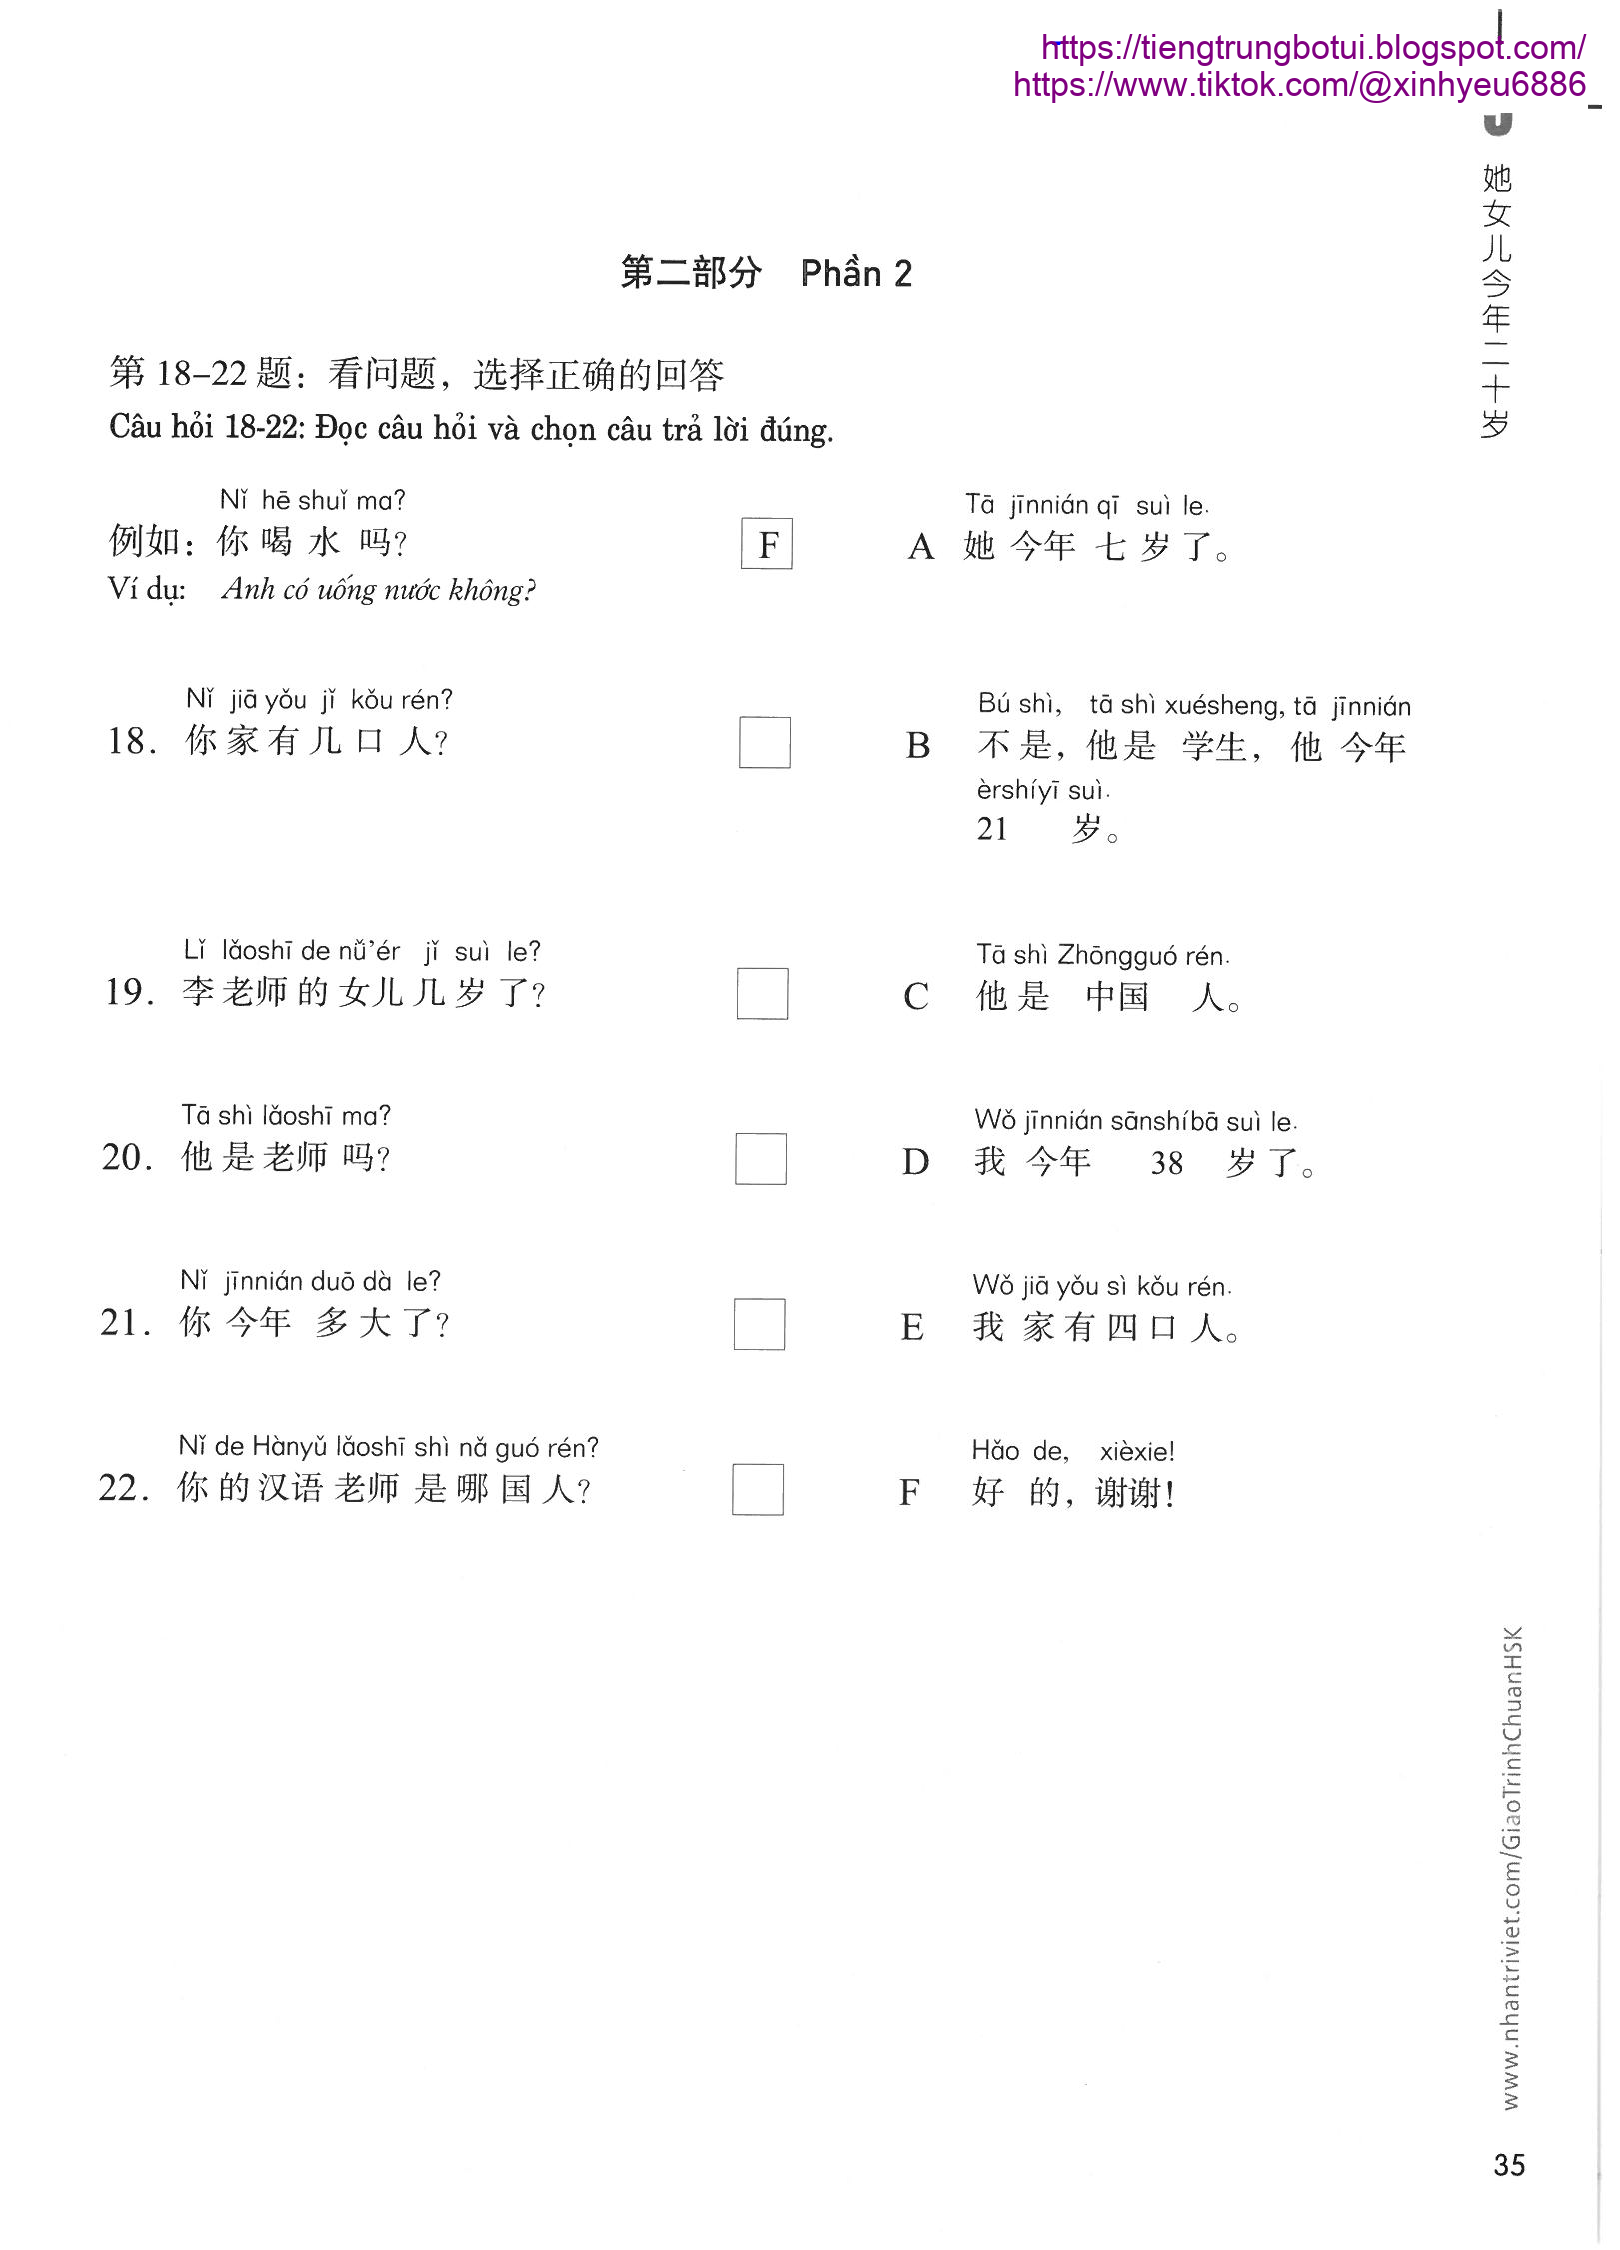 https://tiengtrungbotui.blogspot.com/
https://www.tiktok.com/@xinhyeu6886
她女儿今年二十岁
第二部分 Phần 2
第 18-22 题：看问题，选择正确的回答
Câu hỏi 18-22: Đọc câu hỏi và chọn câu trả lời đúng.
Nǐ hē shuǐ ma?
例如：你喝水吗？ F
Ví dụ: Anh có uống nước không?
Tā jīnnián qī suì le.
A 她今年七岁了。
Nǐ jiā yǒu jǐ kǒu rén?
18. 你家有几口人？
Bú shì, tā shì xuésheng, tā jīnnián
B 不是，他是学生，他今年
èrshíyī suì.
21 岁。
Lǐ lǎoshī de nǚ'ér jǐ suì le?
19. 李老师的女儿几岁了？
Tā shì Zhōngguó rén.
C 他是中国人。
Tā shì lǎoshī ma?
20. 他是老师吗？
Wǒ jīnnián sānshíbā suì le.
D 我今年 38 岁了。
Nǐ jīnnián duō dà le?
21. 你今年多大了？
Wǒ jiā yǒu sì kǒu rén.
E 我家有四口人。
Nǐ de Hànyǔ lǎoshī shì nǎ guó rén?
22. 你的汉语老师是哪国人？
Hǎo de, xièxie!
F 好的，谢谢！
www.nhantriviet.com/GiaoTrinhChuanHSK
35